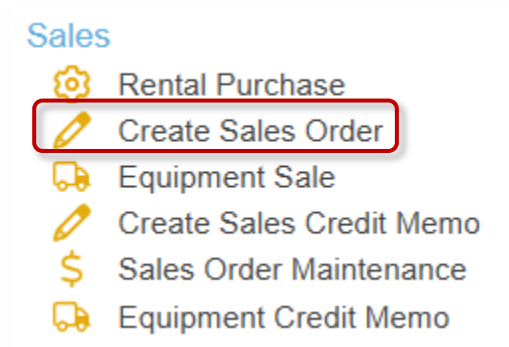 Sales
Rental Purchase
Create Sales Order
Equipment Sale
Create Sales Credit Memo
Sales Order Maintenance
Equipment Credit Memo